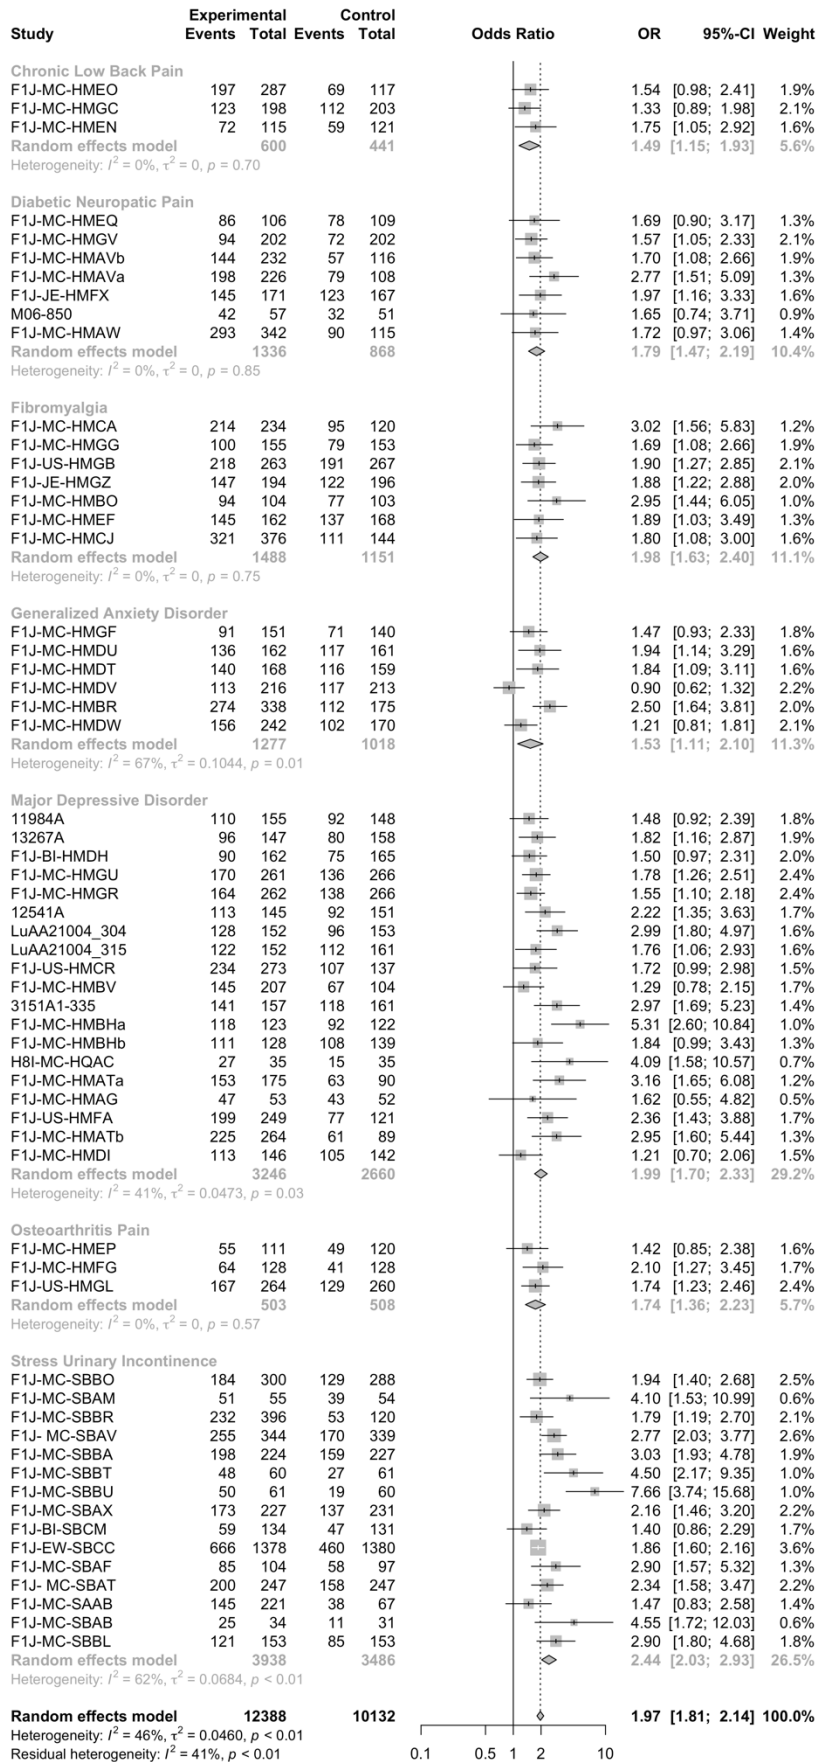 Experimental Control
Study Events Total Events Total Odds Ratio OR 95%-CI Weight
Chronic Low Back Pain
F1J-MC-HMEO 197 287 69 117 1.54 [0.98; 2.41] 1.9%
F1J-MC-HMGC 123 198 112 203 1.33 [0.89; 1.98] 2.1%
F1J-MC-HMEN 72 115 59 121 1.75 [1.05; 2.92] 1.6%
Random effects model 600 441 1.49 [1.15; 1.93] 5.6%
Heterogeneity: I² = 0%, τ² = 0, p = 0.70
Diabetic Neuropatic Pain
F1J-MC-HMEQ 86 106 78 109 1.69 [0.90; 3.17] 1.3%
F1J-MC-HMGV 94 202 72 202 1.57 [1.05; 2.33] 2.1%
F1J-MC-HMAVb 144 232 57 116 1.70 [1.08; 2.66] 1.9%
F1J-MC-HMAVa 198 226 79 108 2.77 [1.51; 5.09] 1.3%
F1J-JE-HMFX 145 171 123 167 1.97 [1.16; 3.33] 1.6%
M06-850 42 57 32 51 1.65 [0.74; 3.71] 0.9%
F1J-MC-HMAW 293 342 90 115 1.72 [0.97; 3.06] 1.4%
Random effects model 1336 868 1.79 [1.47; 2.19] 10.4%
Heterogeneity: I² = 0%, τ² = 0, p = 0.85
Fibromyalgia
F1J-MC-HMCA 214 234 95 120 3.02 [1.56; 5.83] 1.2%
F1J-MC-HMGG 100 155 79 153 1.69 [1.08; 2.66] 1.9%
F1J-US-HMGB 218 263 191 267 1.90 [1.27; 2.85] 2.1%
F1J-JE-HMGZ 147 194 122 196 1.88 [1.22; 2.88] 2.0%
F1J-MC-HMBO 94 104 77 103 2.95 [1.44; 6.05] 1.0%
F1J-MC-HMEF 145 162 137 168 1.89 [1.03; 3.49] 1.3%
F1J-MC-HMCJ 321 376 111 144 1.80 [1.08; 3.00] 1.6%
Random effects model 1488 1151 1.98 [1.63; 2.40] 11.1%
Heterogeneity: I² = 0%, τ² = 0, p = 0.75
Generalized Anxiety Disorder
F1J-MC-HMGF 91 151 71 140 1.47 [0.93; 2.33] 1.8%
F1J-MC-HMDU 136 162 117 161 1.94 [1.14; 3.29] 1.6%
F1J-MC-HMDT 140 168 116 159 1.84 [1.09; 3.11] 1.6%
F1J-MC-HMDV 113 216 117 213 0.90 [0.62; 1.32] 2.2%
F1J-MC-HMBR 274 338 112 175 2.50 [1.64; 3.81] 2.0%
F1J-MC-HMDW 156 242 102 170 1.21 [0.81; 1.81] 2.1%
Random effects model 1277 1018 1.53 [1.11; 2.10] 11.3%
Heterogeneity: I² = 67%, τ² = 0.1044, p = 0.01
Major Depressive Disorder
11984A 110 155 92 148 1.48 [0.92; 2.39] 1.8%
13267A 96 147 80 158 1.82 [1.16; 2.87] 1.9%
F1J-BI-HMDH 90 162 75 165 1.50 [0.97; 2.31] 2.0%
F1J-MC-HMGU 170 261 136 266 1.78 [1.26; 2.51] 2.4%
F1J-MC-HMGR 164 262 138 266 1.55 [1.10; 2.18] 2.4%
12541A 113 145 92 151 2.22 [1.35; 3.63] 1.7%
LuAA21004_304 128 152 96 153 2.99 [1.80; 4.97] 1.6%
LuAA21004_315 122 152 112 161 1.76 [1.06; 2.93] 1.6%
F1J-US-HMCR 234 273 107 137 1.72 [0.99; 2.98] 1.5%
F1J-MC-HMBV 145 207 67 104 1.29 [0.78; 2.15] 1.6%
3151A1-335 141 157 118 161 2.97 [1.69; 5.23] 1.4%
F1J-MC-HMBHa 118 123 92 122 5.31 [2.60; 10.84] 1.0%
F1J-MC-HMBHb 111 128 108 139 1.84 [0.99; 3.43] 1.3%
H8I-MC-HQAC 27 35 15 35 4.09 [1.58; 10.57] 0.7%
F1J-MC-HMATa 153 175 63 90 3.16 [1.65; 6.08] 1.2%
F1J-MC-HMAG 47 53 43 52 1.62 [0.55; 4.82] 0.5%
F1J-US-HMFA 199 249 77 121 2.36 [1.43; 3.88] 1.7%
F1J-MC-HMATb 225 264 61 89 2.95 [1.60; 5.44] 1.3%
F1J-MC-HMDI 113 146 105 142 1.21 [0.70; 2.06] 1.5%
Random effects model 3246 2660 1.99 [1.70; 2.33] 29.2%
Heterogeneity: I² = 41%, τ² = 0.0473, p = 0.03
Osteoarthritis Pain
F1J-MC-HMEP 55 111 49 120 1.42 [0.85; 2.38] 1.6%
F1J-MC-HMFG 64 128 41 128 2.10 [1.27; 3.45] 1.7%
F1J-US-HMGL 167 264 129 260 1.74 [1.23; 2.46] 2.4%
Random effects model 503 508 1.74 [1.36; 2.23] 5.7%
Heterogeneity: I² = 0%, τ² = 0, p = 0.57
Stress Urinary Incontinence
F1J-MC-SBBO 184 300 129 288 1.94 [1.40; 2.68] 2.5%
F1J-MC-SBAM 51 55 39 54 4.10 [1.53; 10.99] 0.6%
F1J-MC-SBBR 232 396 53 120 1.79 [1.19; 2.70] 2.1%
F1J- MC-SBAV 255 344 170 339 2.77 [2.03; 3.77] 2.6%
F1J-MC-SBBA 198 224 159 227 3.03 [1.93; 4.78] 1.9%
F1J-MC-SBBT 48 60 27 61 4.50 [2.17; 9.35] 1.0%
F1J-MC-SBBU 50 61 19 60 7.66 [3.74; 15.68] 1.0%
F1J-MC-SBAX 173 227 137 231 2.16 [1.46; 3.20] 2.2%
F1J-BI-SBCM 59 134 47 131 1.40 [0.86; 2.29] 1.7%
F1J-EW-SBCC 666 1378 460 1380 1.86 [1.60; 2.16] 3.6%
F1J-MC-SBAF 85 104 58 97 2.90 [1.57; 5.32] 1.3%
F1J- MC-SBAT 200 247 158 247 2.34 [1.58; 3.47] 2.2%
F1J-MC-SAAB 145 221 38 67 1.47 [0.83; 2.58] 1.4%
F1J-MC-SBAB 25 34 11 31 4.55 [1.72; 12.03] 0.6%
F1J-MC-SBBL 121 153 85 153 2.90 [1.80; 4.68] 1.8%
Random effects model 3938 3486 2.44 [2.03; 2.93] 26.5%
Heterogeneity: I² = 62%, τ² = 0.0684, p < 0.01
Random effects model 12388 10132 1.97 [1.81; 2.14] 100.0%
Heterogeneity: I² = 46%, τ² = 0.0460, p < 0.01
Residual heterogeneity: I² = 41%, p < 0.01
0.1 0.5 1 2 10